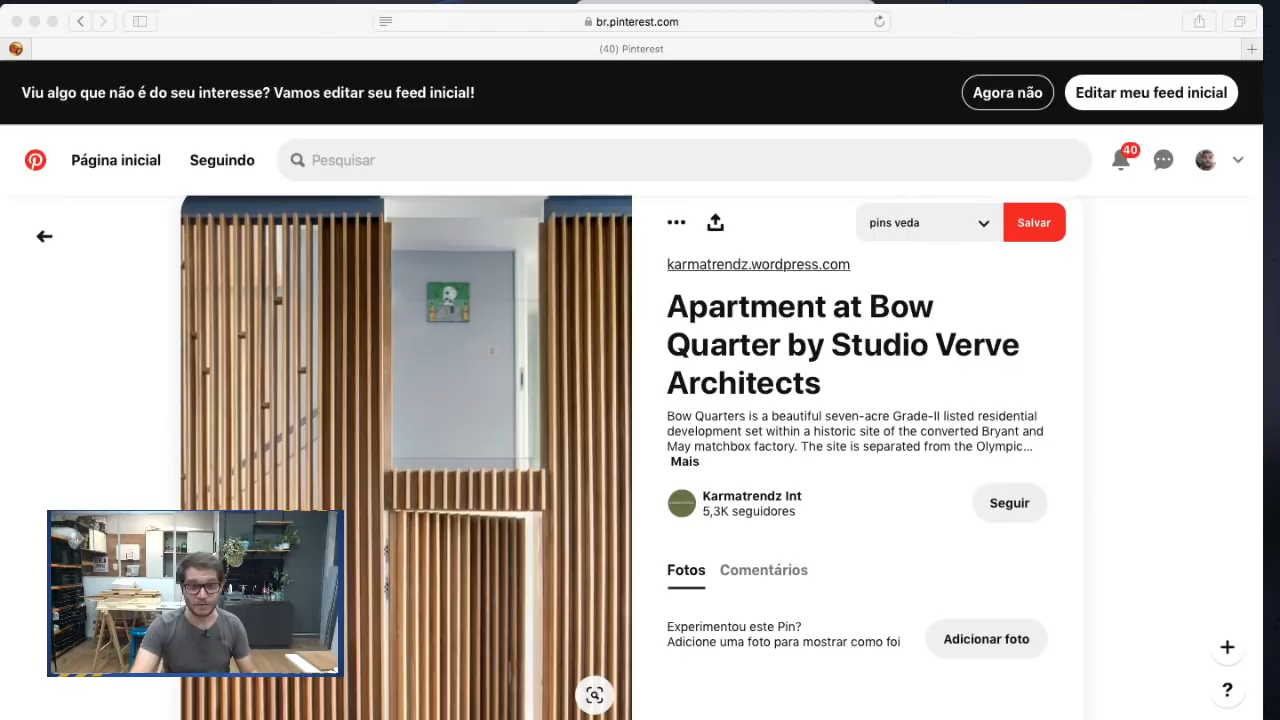 br.pinterest.com
(40) Pinterest
Viu algo que não é do seu interesse? Vamos editar seu feed inicial!
Agora não
Editar meu feed inicial
Página inicial
Seguindo
Pesquisar
40
pins veda
Salvar
karmatrendz.wordpress.com
Apartment at Bow
Quarter by Studio Verve
Architects
Bow Quarters is a beautiful seven-acre Grade-II listed residential
development set within a historic site of the converted Bryant and
May matchbox factory. The site is separated from the Olympic...
Mais
Karmatrendz Int
5,3K seguidores
Seguir
Fotos
Comentários
Experimentou este Pin?
Adicione uma foto para mostrar como foi
Adicionar foto
+
?